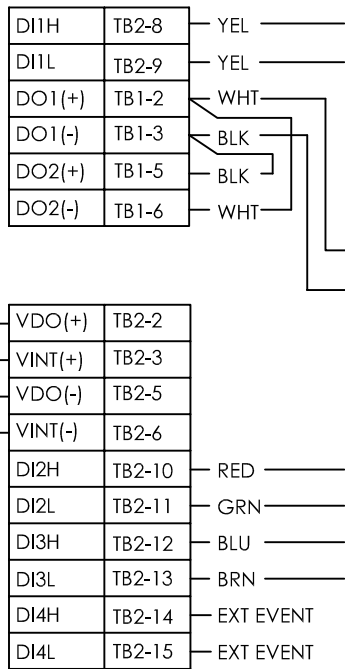 DI1H TB2-8 YEL
DI1L TB2-9 YEL
DO1(+) TB1-2 WHT
DO1(-) TB1-3 BLK
DO2(+) TB1-5 BLK
DO2(-) TB1-6 WHT
VDO(+) TB2-2
VINT(+) TB2-3
VDO(-) TB2-5
VINT(-) TB2-6
DI2H TB2-10 RED
DI2L TB2-11 GRN
DI3H TB2-12 BLU
DI3L TB2-13 BRN
DI4H TB2-14 EXT EVENT
DI4L TB2-15 EXT EVENT